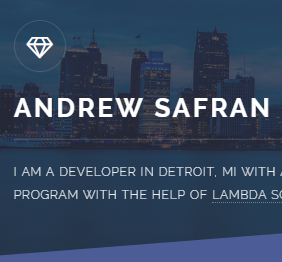 ANDREW SAFRAN
I AM A DEVELOPER IN DETROIT, MI WITH
PROGRAM WITH THE HELP OF LAMBDA